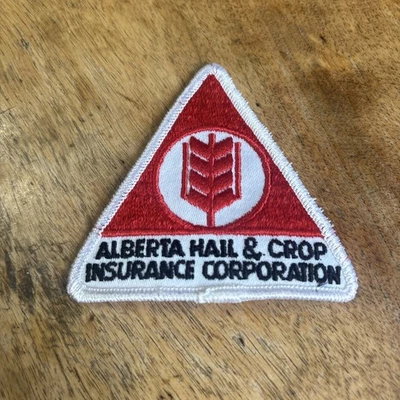 ALBERTA HAIL & CROP
INSURANCE CORPORATION